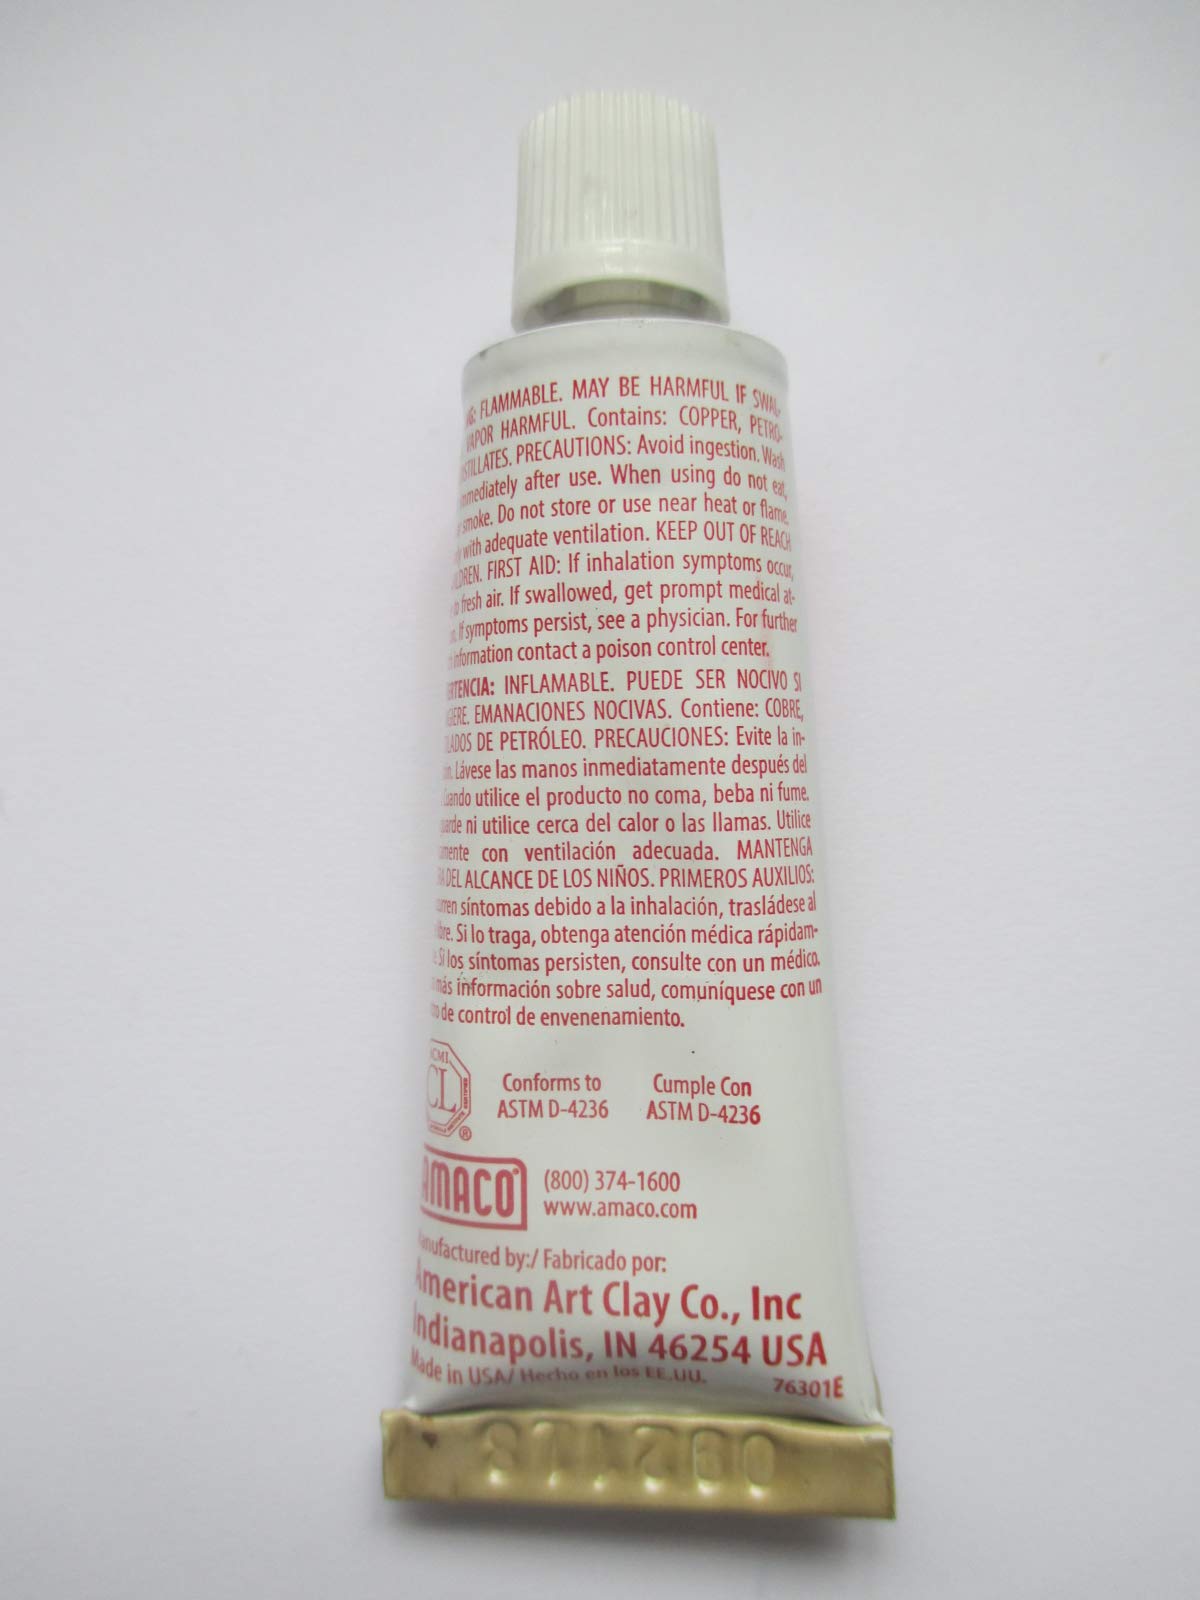 FLAMMABLE. MAY BE HARMFUL IF SWAL-
VAPOR HARMFUL. Contains: COPPER, PETRO-
PRECAUTIONS: Avoid ingestion. Wash
immediately after use. When using do not eat,
smoke. Do not store or use near heat or flame.
with adequate ventilation. KEEP OUT OF REACH
FIRST AID: If inhalation symptoms occur,
to fresh air. If swallowed, get prompt medical at-
If symptoms persist, see a physician. For further
information contact a poison control center.
INFLAMABLE. PUEDE SER NOCIVO SI
EMANACIONES NOCIVAS. Contiene: COBRE,
DE PETRÓLEO. PRECAUCIONES: Evite la in-
Lávese las manos inmediatamente después del
Cuando utilice el producto no coma, beba ni fume.
ni utilice cerca del calor o las llamas. Utilice
con ventilación adecuada. MANTENGA
DEL ALCANCE DE LOS NIÑOS. PRIMEROS AUXILIOS:
síntomas debido a la inhalación, trasládese al
Si lo traga, obtenga atención médica rápidam-
Si los síntomas persisten, consulte con un médico.
más información sobre salud, comuníquese con un
de control de envenenamiento.
ACMI
CL
CERTIFIED
®
Conforms to
ASTM D-4236
Cumple Con
ASTM D-4236
AMACO®
(800) 374-1600
www.amaco.com
Manufactured by:/ Fabricado por:
American Art Clay Co., Inc
Indianapolis, IN 46254 USA
Made in USA/ Hecho en los EE.UU.
76301E